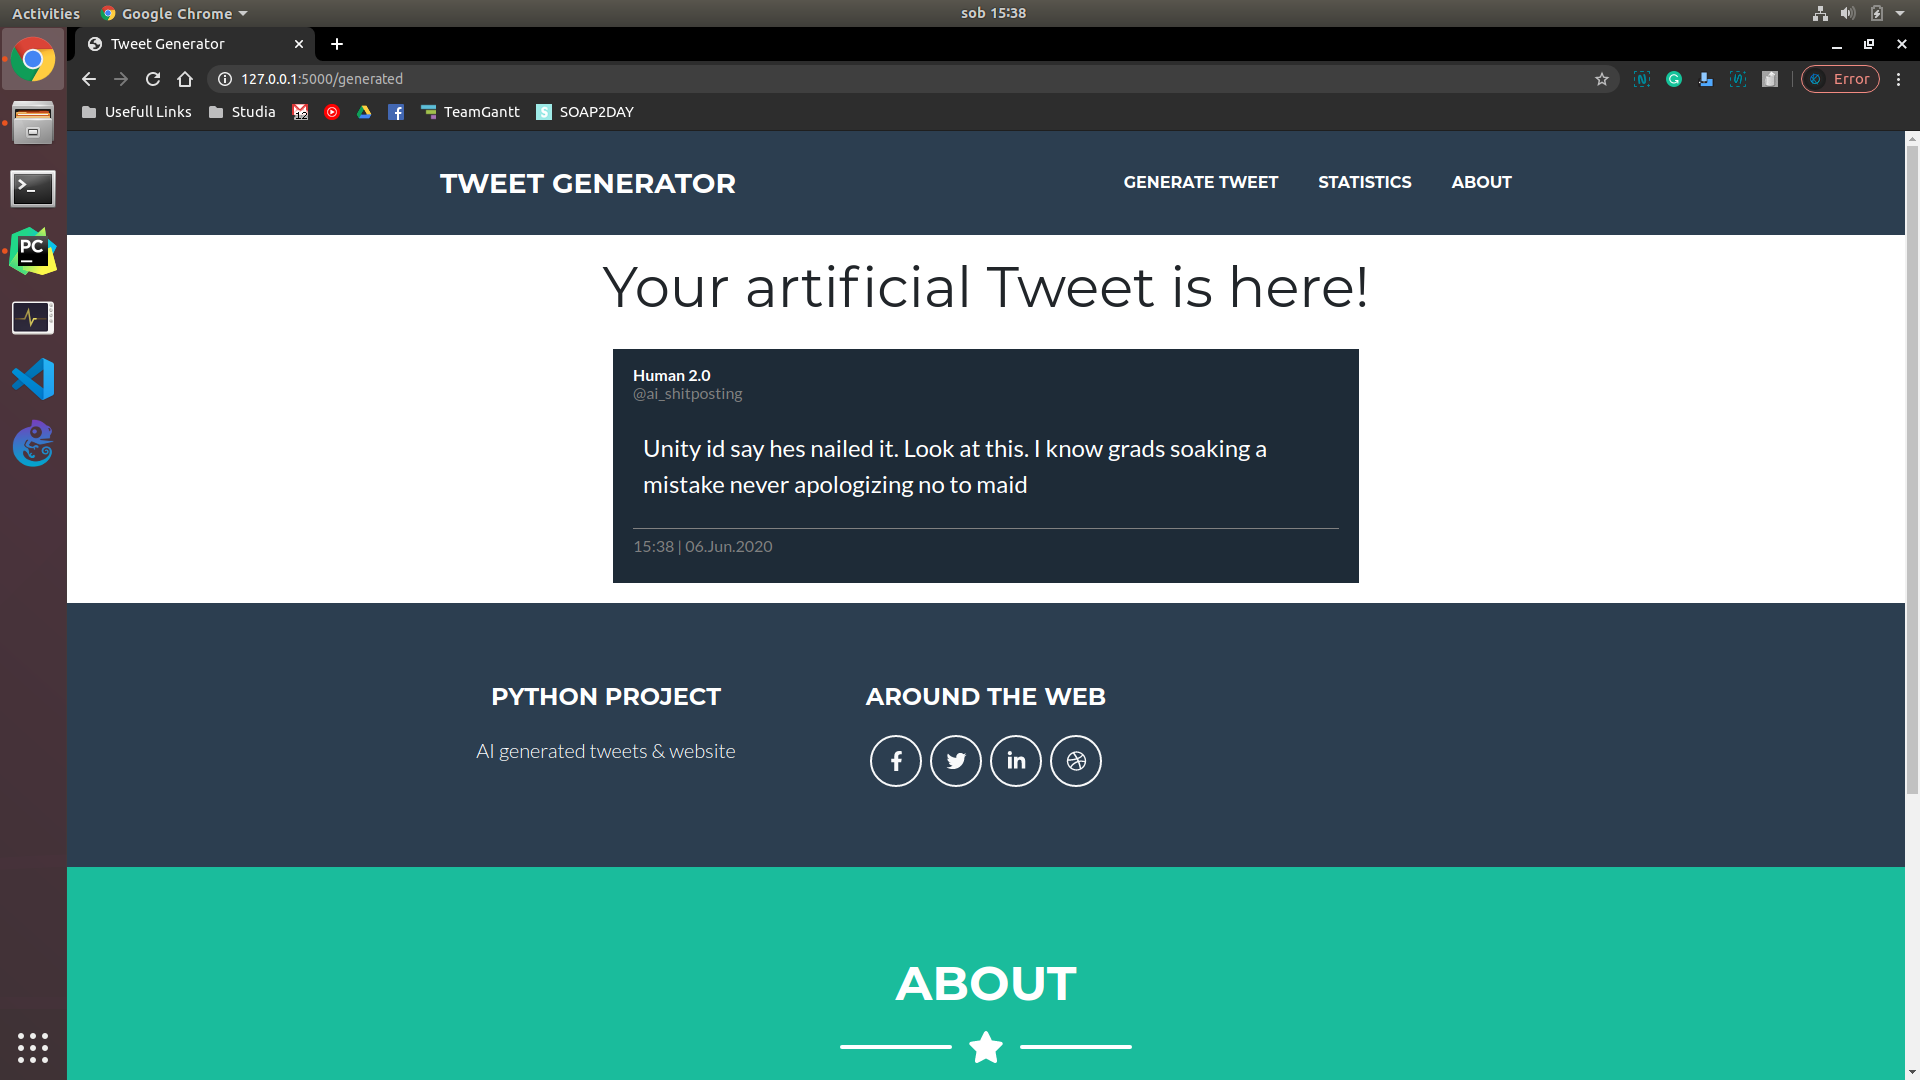 Activities Google Chrome sob 15:38
Tweet Generator
127.0.0.1:5000/generated Error
Usefull Links Studia 12 TeamGantt SOAP2DAY
TWEET GENERATOR GENERATE TWEET STATISTICS ABOUT
Your artificial Tweet is here!
Human 2.0
@ai_shitposting
Unity id say hes nailed it. Look at this. I know grads soaking a
mistake never apologizing no to maid
15:38 | 06.Jun.2020
PYTHON PROJECT AROUND THE WEB
AI generated tweets & website
ABOUT
PC